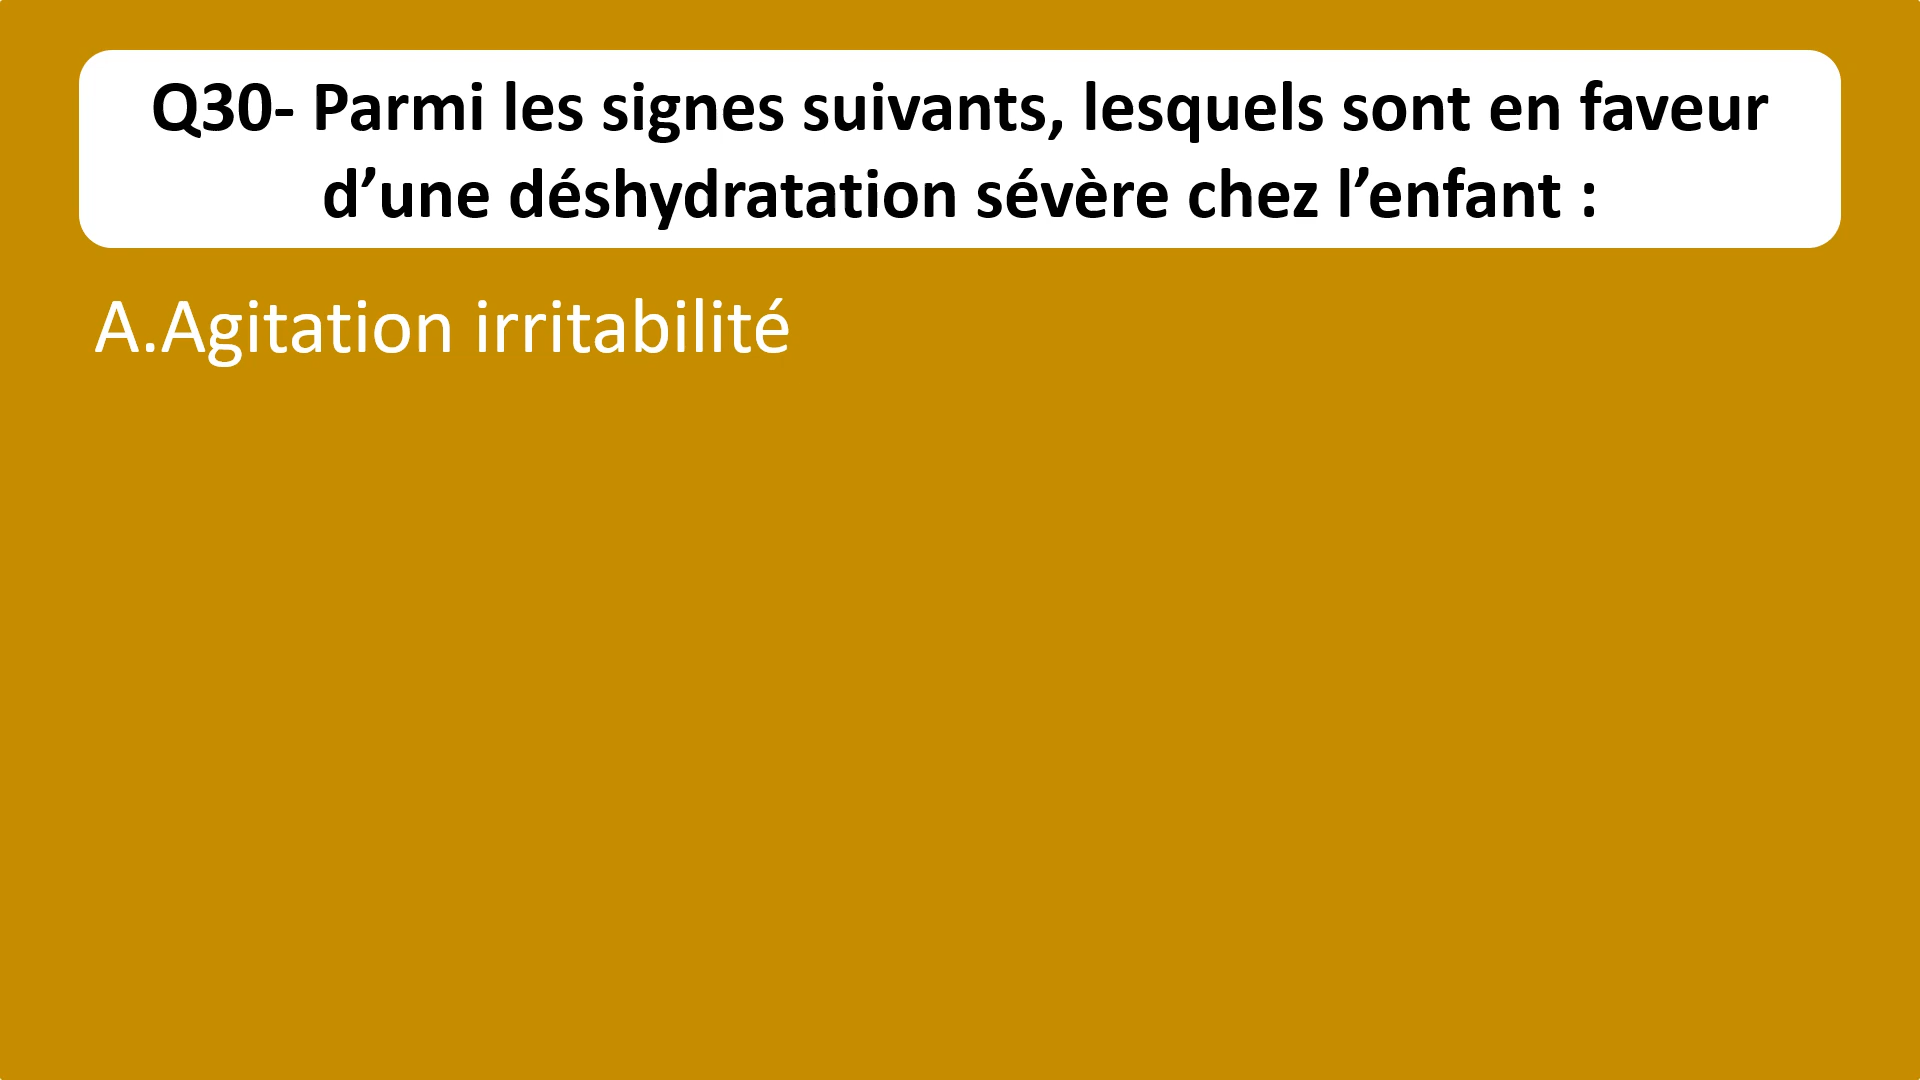 Q30- Parmi les signes suivants, lesquels sont en faveur
d’une déshydratation sévère chez l’enfant :
A.Agitation irritabilité